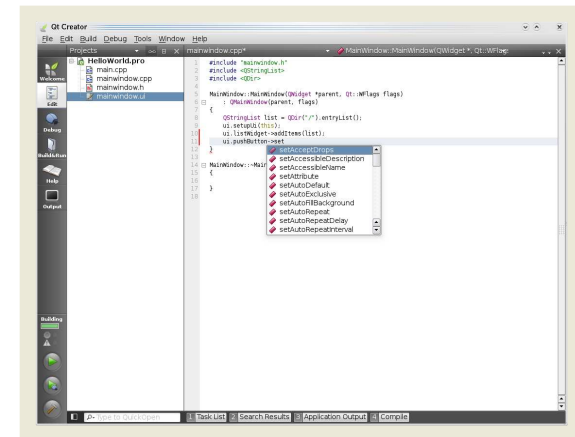 Qt Creator
File Edit Build Debug Tools Window Help
Projects
mainwindow.cpp*
MainWindow::MainWindow(QWidget *, Qt::WFlags
HelloWorld.pro
main.cpp
mainwindow.cpp
mainwindow.h
mainwindow.ui
Welcome
Edit
Debug
Build&Run
Help
Output
Building
1 #include "mainwindow.h"
2 #include <QStringList>
3 #include <QDir>
4
5 MainWindow::MainWindow(QWidget *parent, Qt::WFlags flags)
6 : QMainWindow(parent, flags)
7 {
8 QStringList list = QDir("/").entryList();
9 ui.setupUi(this);
10 ui.listWidget->addItems(list);
11 ui.pushButton->set
12 }
13
14 MainWindow::~Main
15 {
16
17 }
18
setAcceptDrops
setAccessibleDescription
setAccessibleName
setAttribute
setAutoDefault
setAutoExclusive
setAutoFillBackground
setAutoRepeat
setAutoRepeatDelay
setAutoRepeatInterval
Type to QuickOpen
1 Task List 2 Search Results 3 Application Output 4 Compile